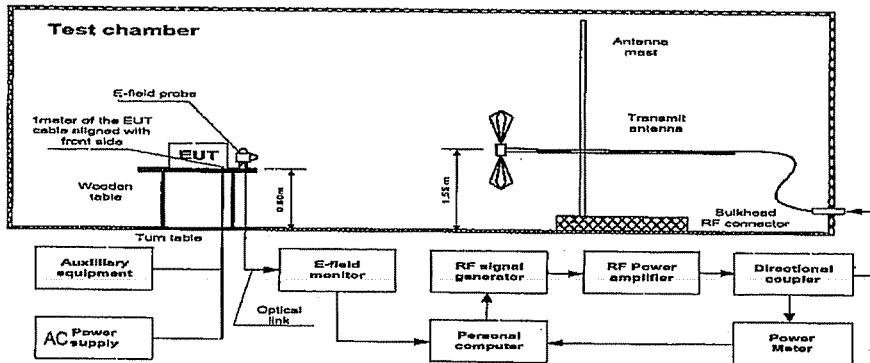 Test chamber
Antenna
mast
E-field probe
1meter of the EUT
cable aligned with
front side
Transmit
antenna
EUT
Wooden
table
0.80m
1.55m
Bulkhead
RF connector
Turn table
Auxilliary
equipment
E-field
monitor
RF signal
generator
RF Power
amplifier
Directional
coupler
Optical
link
AC Power
supply
Personal
computer
Power
Meter